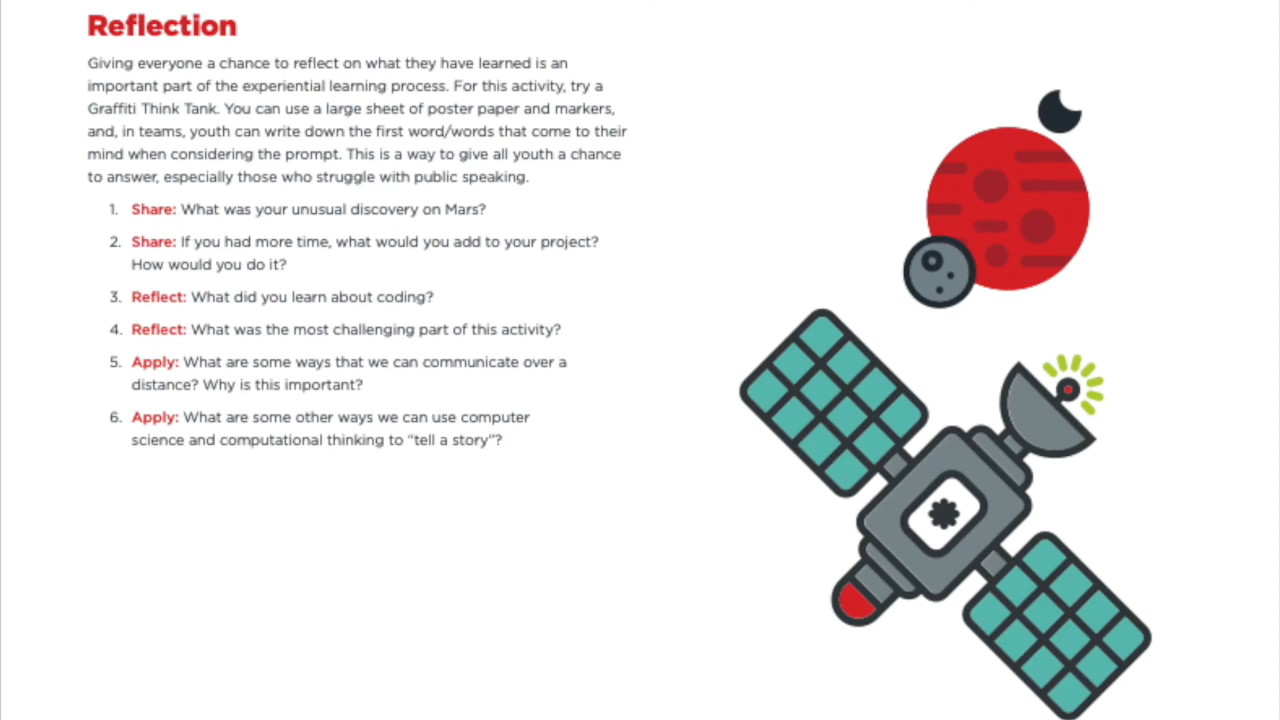 Reflection
Giving everyone a chance to reflect on what they have learned is an
important part of the experiential learning process. For this activity, try a
Graffiti Think Tank. You can use a large sheet of poster paper and markers,
and, in teams, youth can write down the first word/words that come to their
mind when considering the prompt. This is a way to give all youth a chance
to answer, especially those who struggle with public speaking.
1. Share: What was your unusual discovery on Mars?
2. Share: If you had more time, what would you add to your project?
How would you do it?
3. Reflect: What did you learn about coding?
4. Reflect: What was the most challenging part of this activity?
5. Apply: What are some ways that we can communicate over a
distance? Why is this important?
6. Apply: What are some other ways we can use computer
science and computational thinking to “tell a story”?